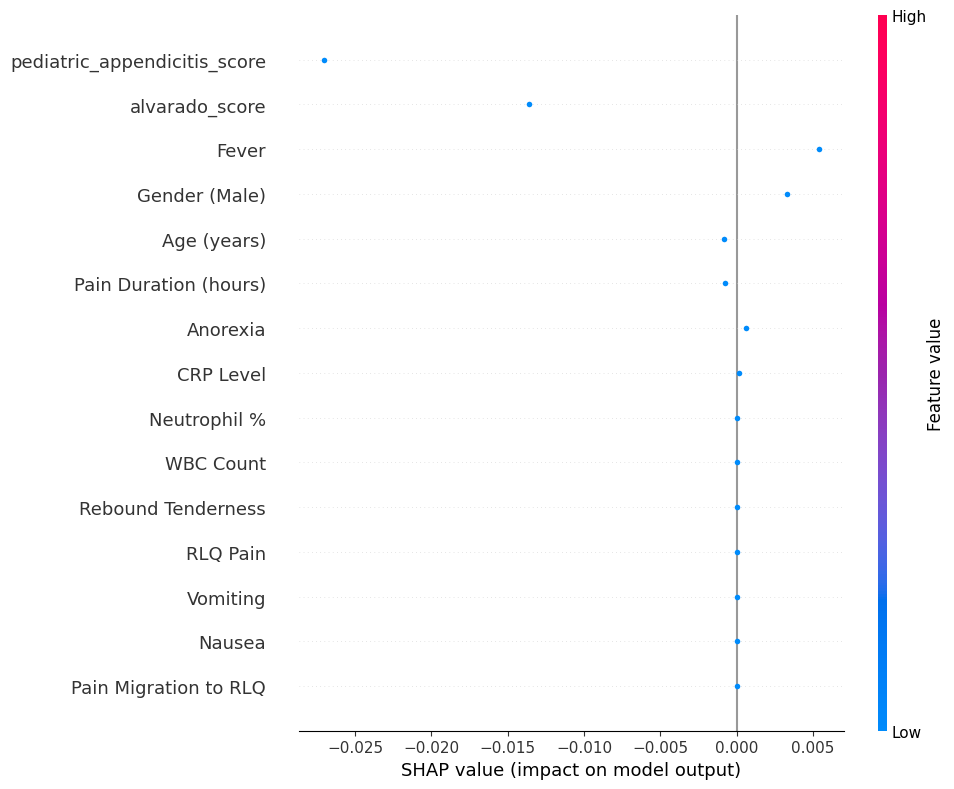 High
pediatric_appendicitis_score
alvarado_score
Fever
Gender (Male)
Age (years)
Pain Duration (hours)
Anorexia
CRP Level
Neutrophil %
WBC Count
Rebound Tenderness
RLQ Pain
Vomiting
Nausea
Pain Migration to RLQ
Feature value
Low
−0.025 −0.020 −0.015 −0.010 −0.005 0.000 0.005
SHAP value (impact on model output)